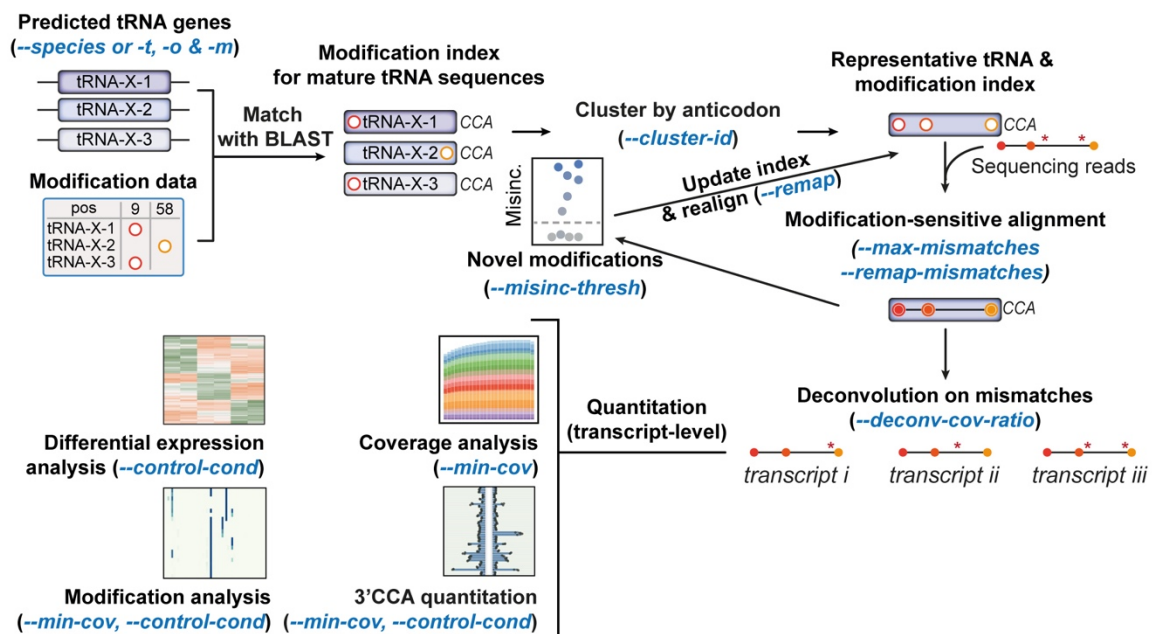 Predicted tRNA genes
(--species or -t, -o & -m)
tRNA-X-1
tRNA-X-2
tRNA-X-3
Modification data
pos 9 58
tRNA-X-1
tRNA-X-2
tRNA-X-3
Match
with BLAST
Modification index
for mature tRNA sequences
tRNA-X-1 CCA
tRNA-X-2 CCA
tRNA-X-3 CCA
Cluster by anticodon
(--cluster-id)
Representative tRNA &
modification index
CCA
* *
Sequencing reads
Update index
& realign (--remap)
Misinc.
Novel modifications
(--misinc-thresh)
Modification-sensitive alignment
(--max-mismatches
--remap-mismatches)
CCA
Deconvolution on mismatches
(--deconv-cov-ratio)
* * * *
transcript i transcript ii transcript iii
Quantitation
(transcript-level)
Differential expression
analysis (--control-cond)
Coverage analysis
(--min-cov)
Modification analysis
(--min-cov, --control-cond)
3'CCA quantitation
(--min-cov, --control-cond)